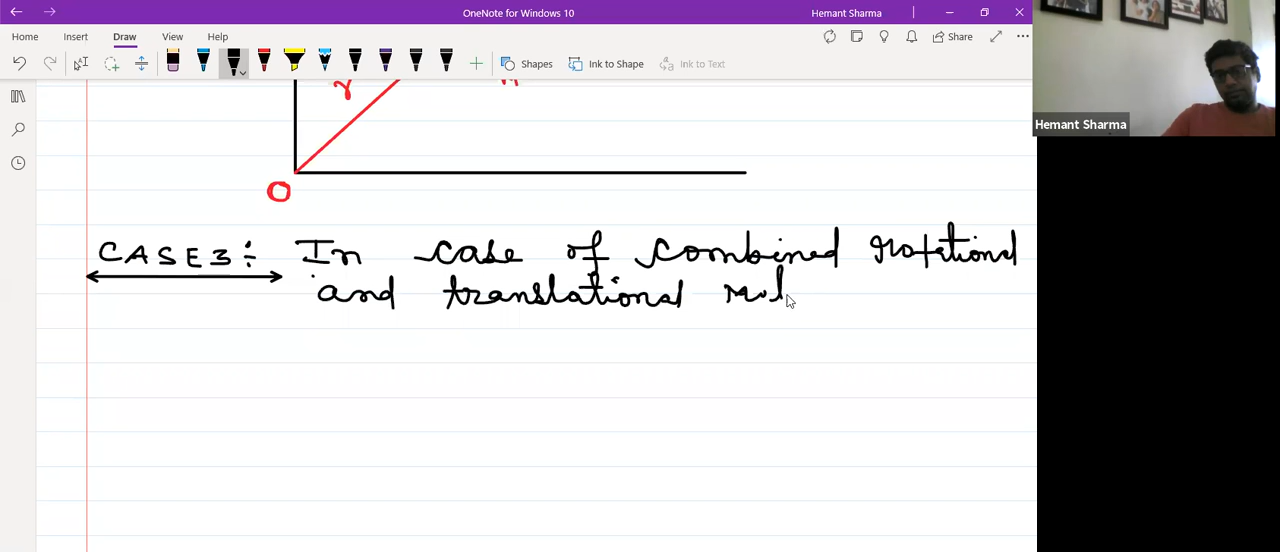 OneNote for Windows 10
Hemant Sharma
Home Insert Draw View Help
Share
Shapes Ink to Shape Ink to Text
Hemant Sharma
r
O
CASE 3 ÷ In case of combined rotational
and translational